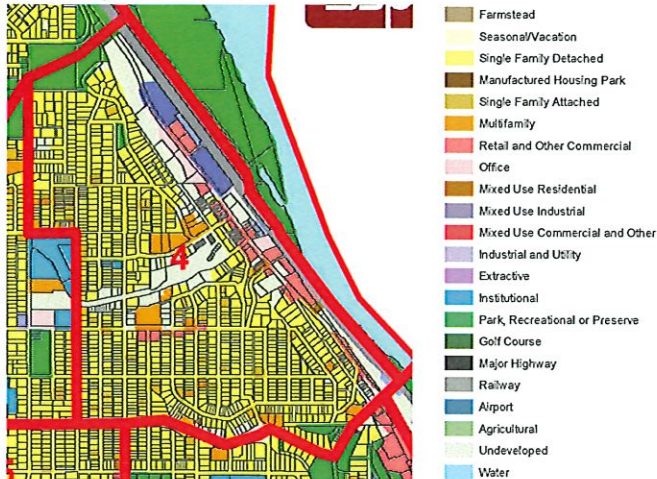 Farmstead
Seasonal/Vacation
Single Family Detached
Manufactured Housing Park
Single Family Attached
Multifamily
Retail and Other Commercial
Office
Mixed Use Residential
Mixed Use Industrial
Mixed Use Commercial and Other
Industrial and Utility
Extractive
Institutional
Park, Recreational or Preserve
Golf Course
Major Highway
Railway
Airport
Agricultural
Undeveloped
Water
4